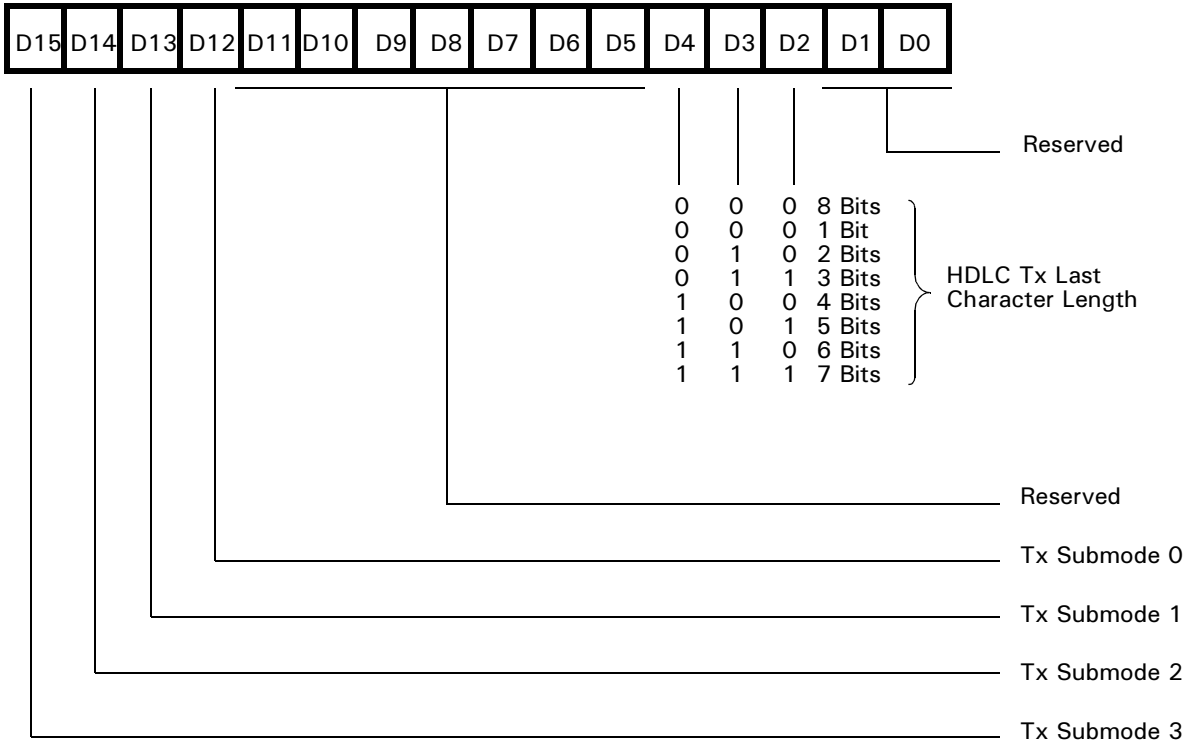 D15 D14 D13 D12 D11 D10 D9 D8 D7 D6 D5 D4 D3 D2 D1 D0
Reserved
0 0 0 8 Bits
0 0 0 1 Bit
0 1 0 2 Bits
0 1 1 3 Bits
1 0 0 4 Bits
1 0 1 5 Bits
1 1 0 6 Bits
1 1 1 7 Bits
HDLC Tx Last
Character Length
Reserved
Tx Submode 0
Tx Submode 1
Tx Submode 2
Tx Submode 3